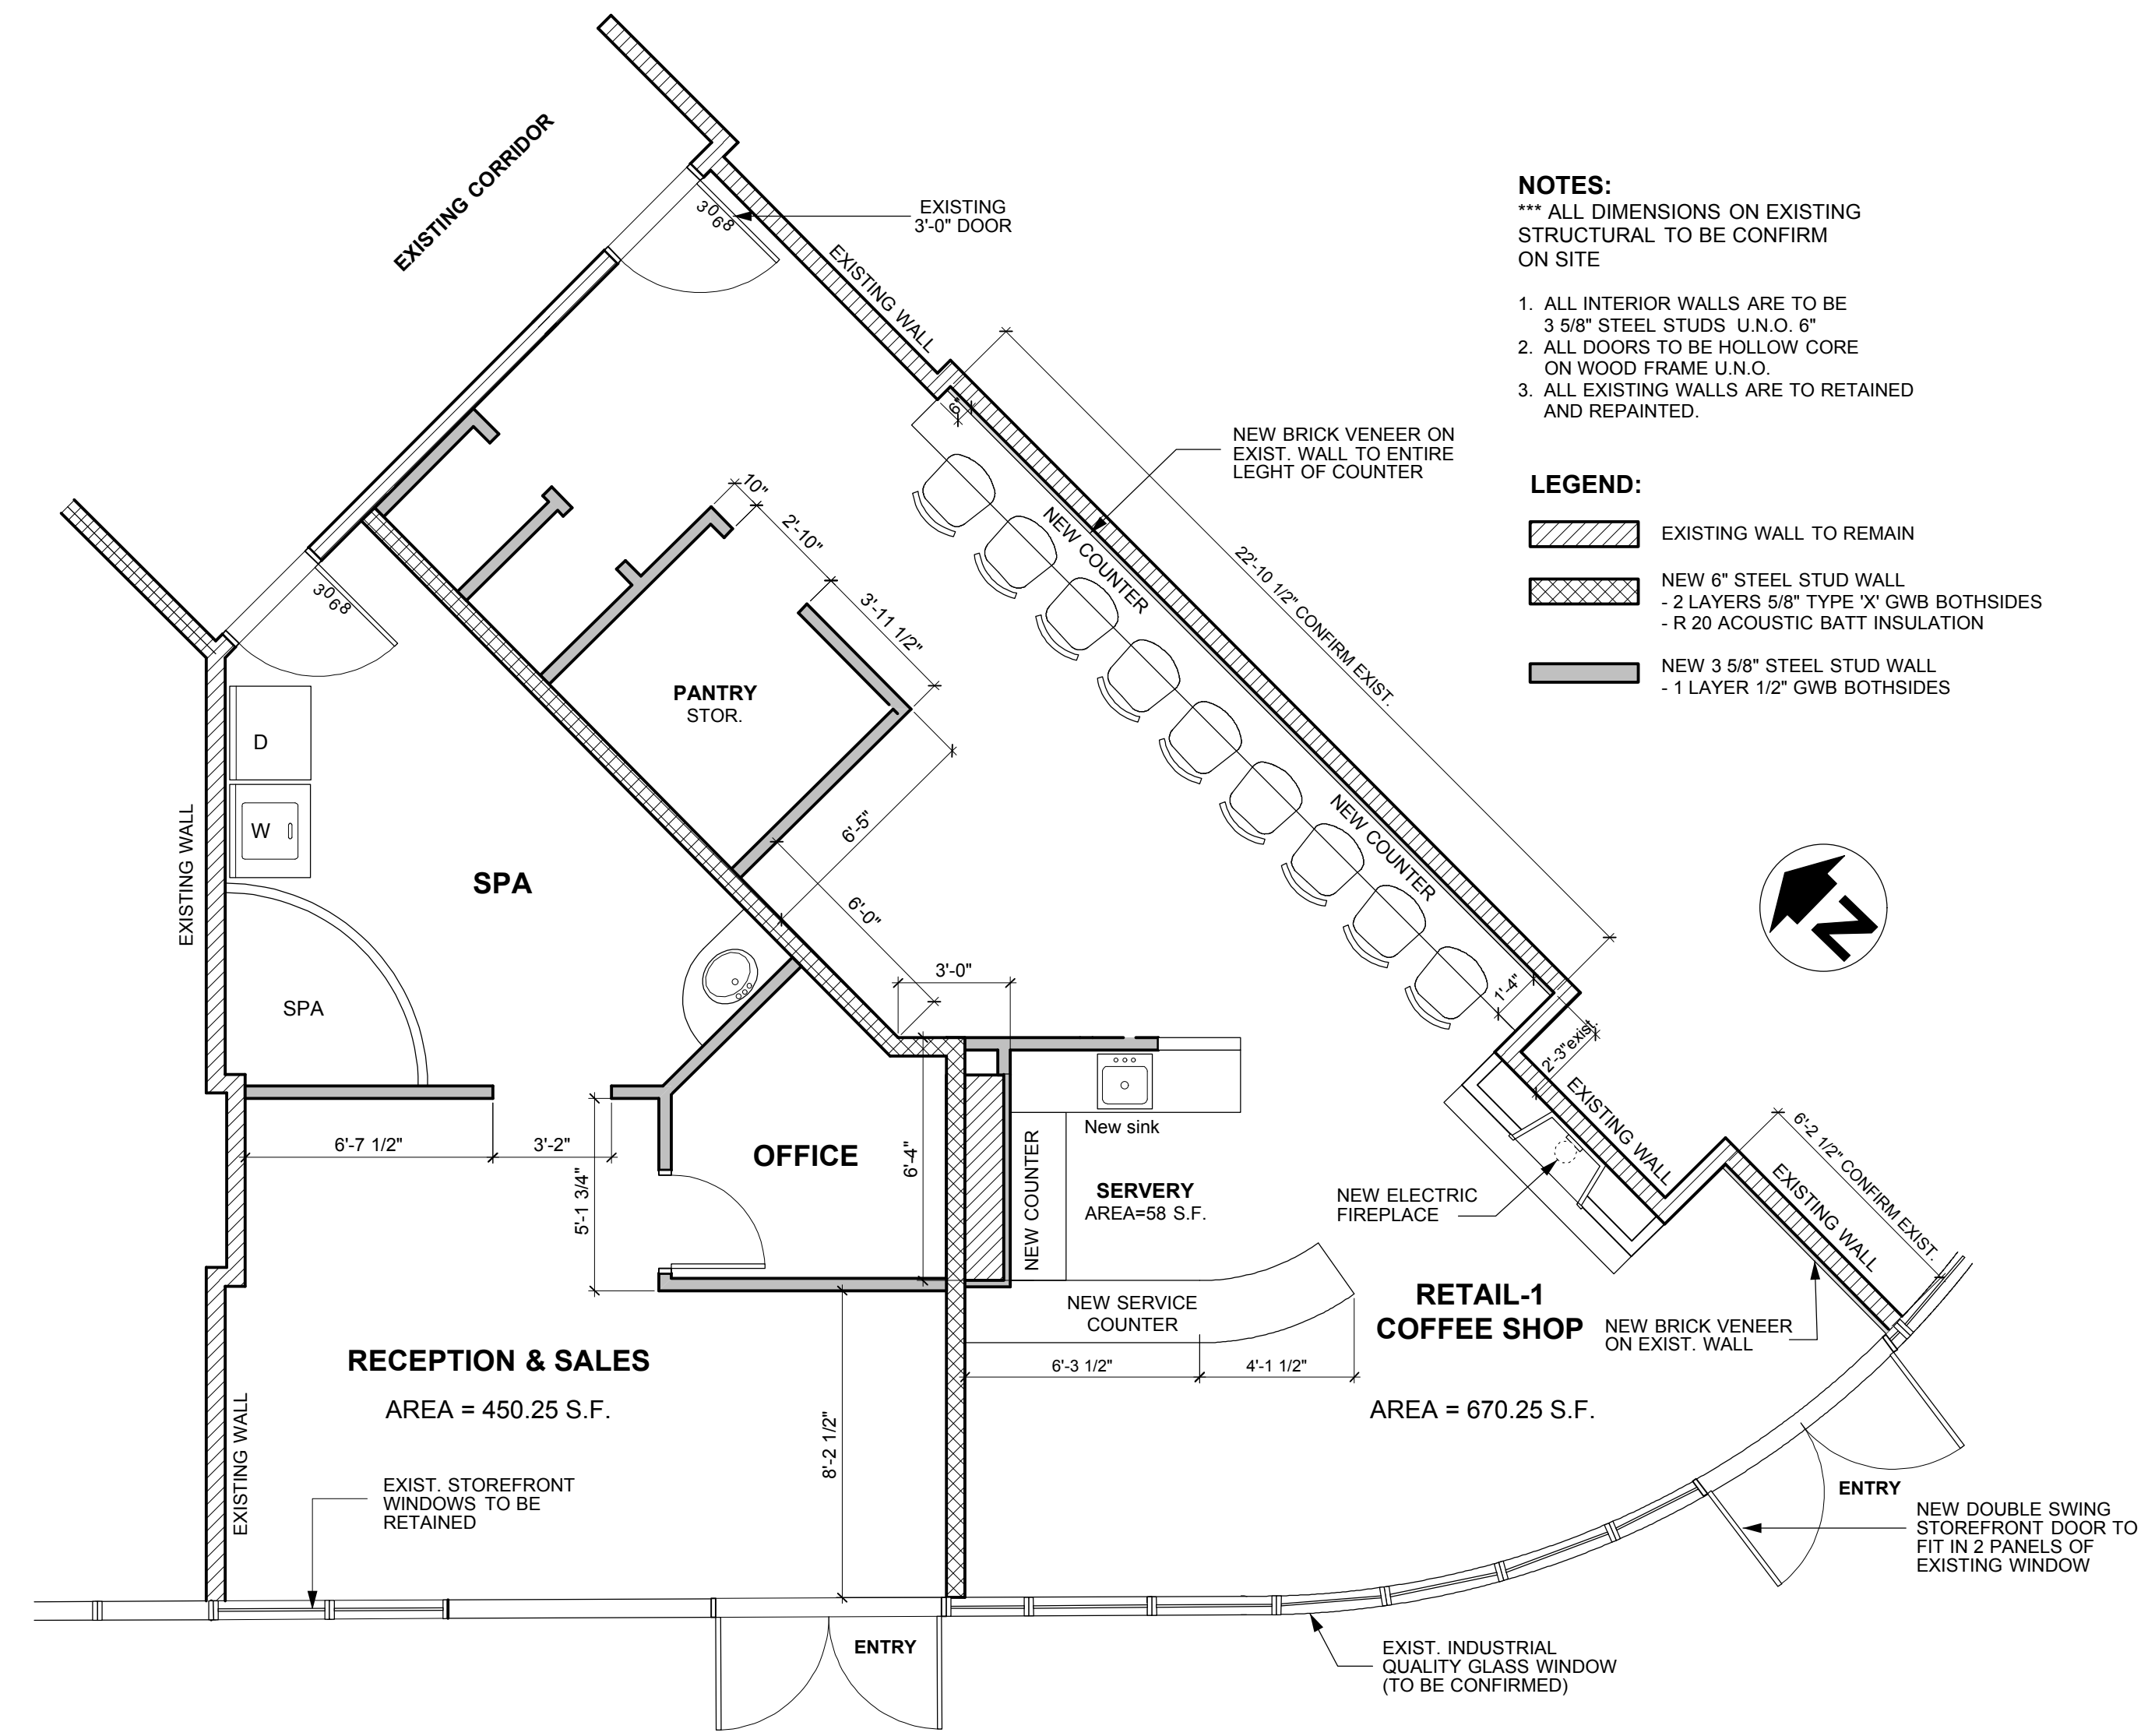 EXISTING CORRIDOR
EXISTING
3'-0" DOOR
3068
EXISTING WALL
NOTES:
*** ALL DIMENSIONS ON EXISTING
STRUCTURAL TO BE CONFIRM
ON SITE
1. ALL INTERIOR WALLS ARE TO BE
3 5/8" STEEL STUDS U.N.O. 6"
2. ALL DOORS TO BE HOLLOW CORE
ON WOOD FRAME U.N.O.
3. ALL EXISTING WALLS ARE TO RETAINED
AND REPAINTED.
LEGEND:
EXISTING WALL TO REMAIN
NEW 6" STEEL STUD WALL
- 2 LAYERS 5/8" TYPE 'X' GWB BOTHSIDES
- R 20 ACOUSTIC BATT INSULATION
NEW 3 5/8" STEEL STUD WALL
- 1 LAYER 1/2" GWB BOTHSIDES
6"
NEW BRICK VENEER ON
EXIST. WALL TO ENTIRE
LEGHT OF COUNTER
NEW COUNTER
22'-10 1/2" CONFIRM EXIST.
10"
2'-10"
3'-11 1/2"
3068
PANTRY
STOR.
D
W
EXISTING WALL
SPA
SPA
6'-5"
6'-0"
3'-0"
NEW COUNTER
1'-4"
2'-3"exist.
N
EXISTING WALL
6'-2 1/2" CONFIRM EXIST.
EXISTING WALL
6'-7 1/2"
3'-2"
5'-1 3/4"
OFFICE
6'-4"
New sink
NEW COUNTER
SERVERY
AREA=58 S.F.
NEW ELECTRIC
FIREPLACE
NEW SERVICE
COUNTER
6'-3 1/2"
4'-1 1/2"
RETAIL-1
COFFEE SHOP
AREA = 670.25 S.F.
NEW BRICK VENEER
ON EXIST. WALL
RECEPTION & SALES
AREA = 450.25 S.F.
8'-2 1/2"
EXISTING WALL
EXIST. STOREFRONT
WINDOWS TO BE
RETAINED
ENTRY
NEW DOUBLE SWING
STOREFRONT DOOR TO
FIT IN 2 PANELS OF
EXISTING WINDOW
ENTRY
EXIST. INDUSTRIAL
QUALITY GLASS WINDOW
(TO BE CONFIRMED)